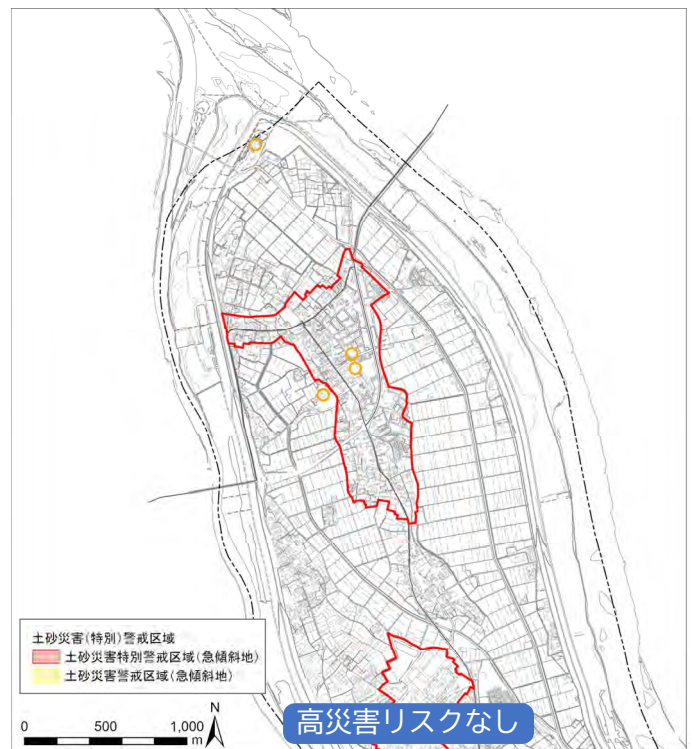 土砂災害(特別)警戒区域
土砂災害特別警戒区域(急傾斜地)
土砂災害警戒区域(急傾斜地)
0 500 1,000
m
N
高災害リスクなし